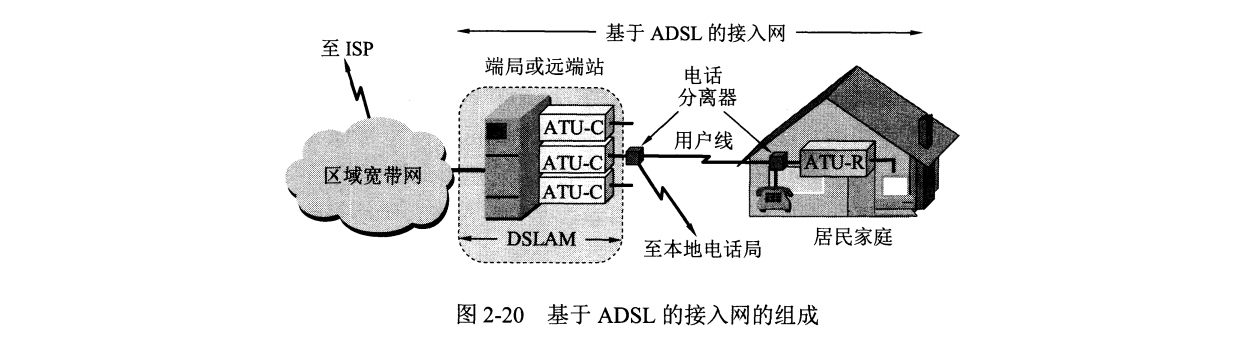 基于 ADSL 的接入网
至 ISP
端局或远端站
电话
分离器
ATU-C
用户线
ATU-C
ATU-R
区域宽带网
ATU-C
DSLAM
至本地电话局
居民家庭
图 2-20 基于 ADSL 的接入网的组成